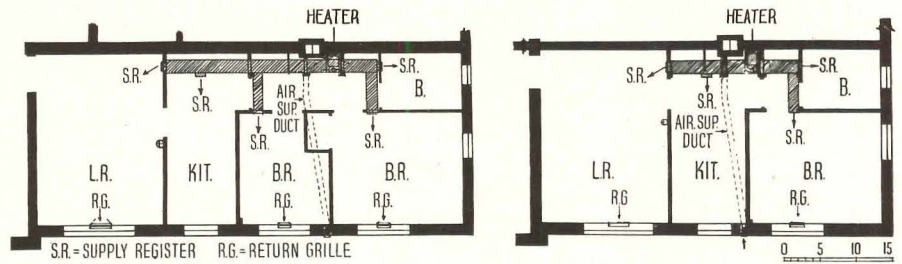 HEATER
S.R.
S.R.
S.R.
AIR
SUP.
DUCT
S.R.
S.R.
B.
L.R.
KIT.
B.R.
B.R.
R.G.
R.G.
R.G.
S.R. = SUPPLY REGISTER R.G. = RETURN GRILLE
HEATER
S.R.
S.R.
S.R.
B.
AIR. SUP.
DUCT
S.R.
L.R.
KIT.
B.R.
R.G
R.G.
0 5 10 15